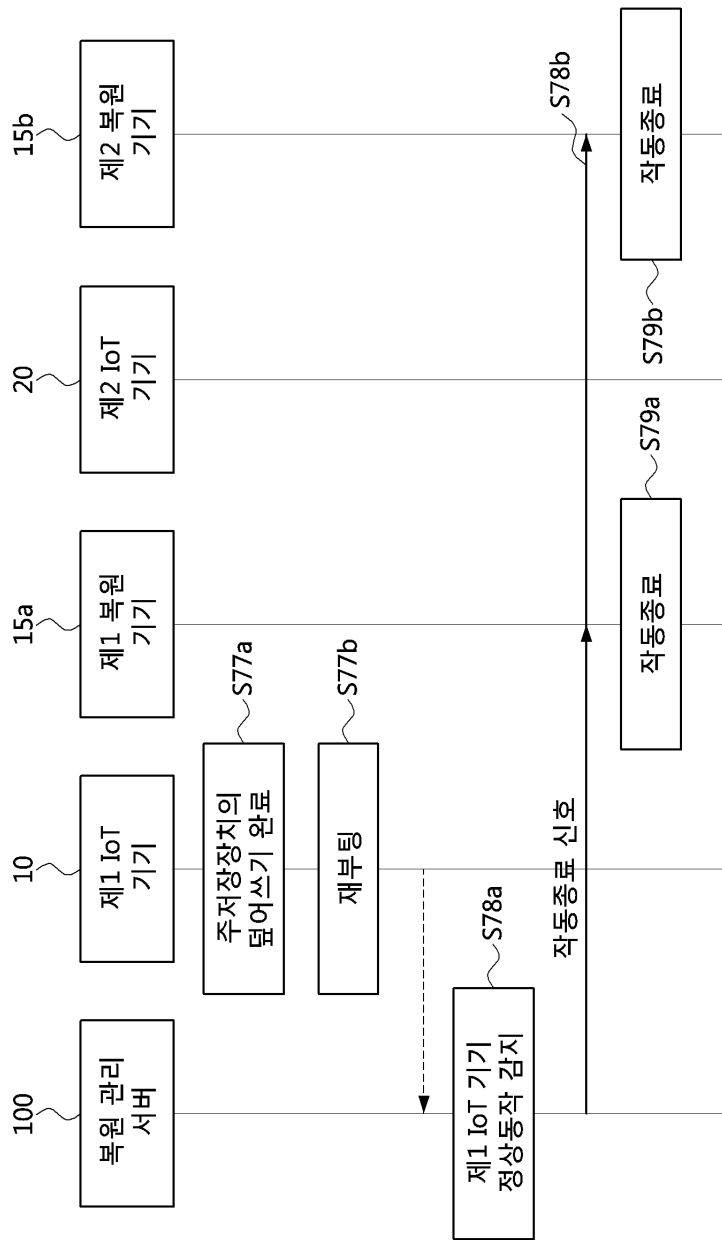 100
10
15a
20
15b
복원 관리
서버
제1 IoT
기기
제1 복원
기기
제2 IoT
기기
제2 복원
기기
주저장장치의
덮어쓰기 완료
S77a
재부팅
S77b
제1 IoT 기기
정상동작 감지
S78a
작동종료 신호
S78b
작동종료
S79a
작동종료
S79b